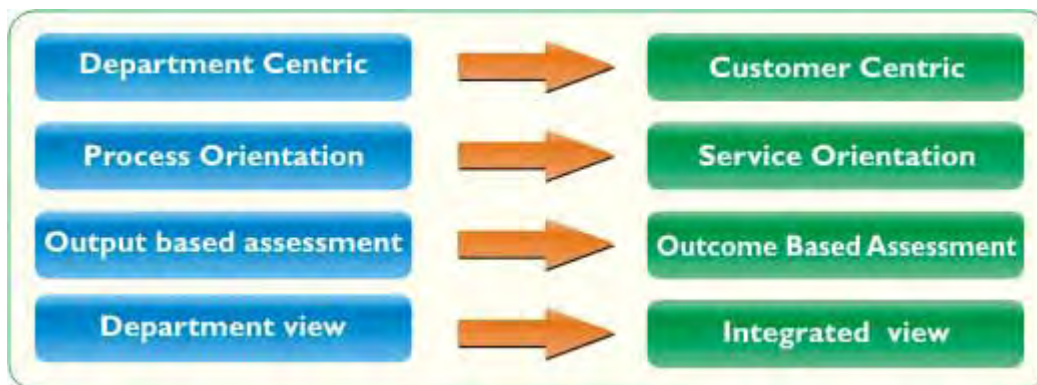 Department Centric
Customer Centric
Process Orientation
Service Orientation
Output based assessment
Outcome Based Assessment
Department view
Integrated view